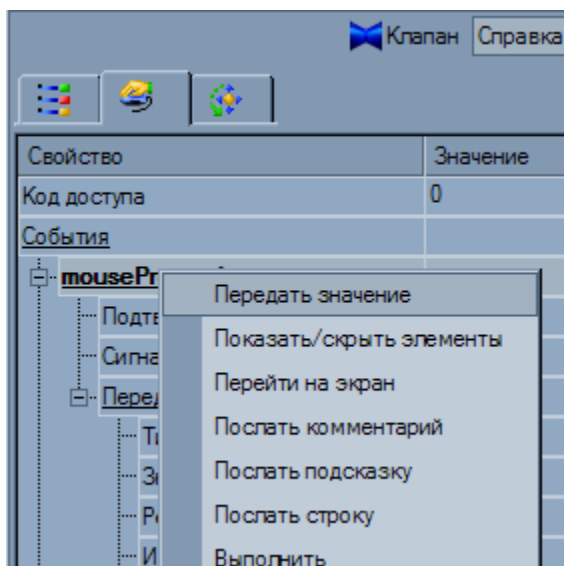 Клапан Справка
Свойство Значение
Код доступа 0
События
mousePr
Передать значение
Подтв
Показать/скрыть элементы
Сигна
Перейти на экран
Перед
Послать комментарий
Послать подсказку
Послать строку
Выполнить